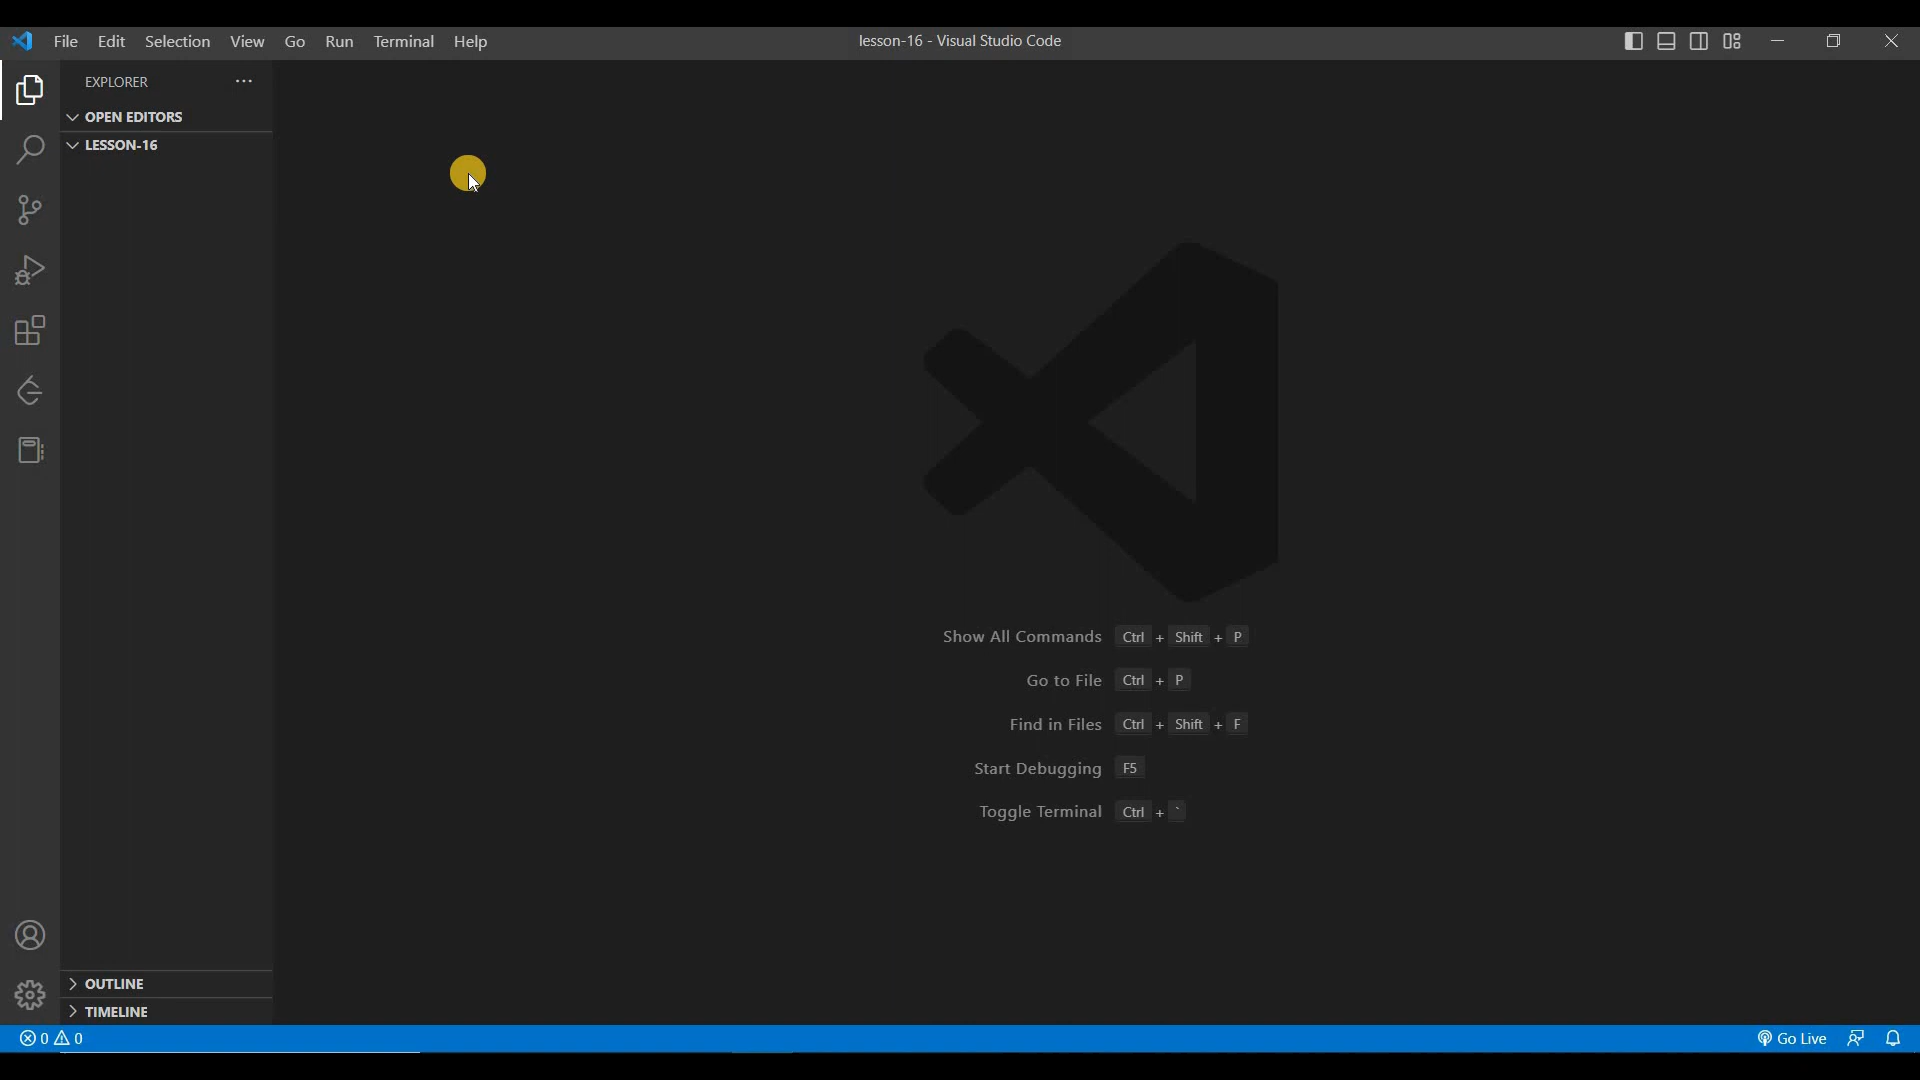 File Edit Selection View Go Run Terminal Help
lesson-16 - Visual Studio Code
EXPLORER ···
OPEN EDITORS
LESSON-16
Show All Commands Ctrl + Shift + P
Go to File Ctrl + P
Find in Files Ctrl + Shift + F
Start Debugging F5
Toggle Terminal Ctrl + `
OUTLINE
TIMELINE
0 0
Go Live